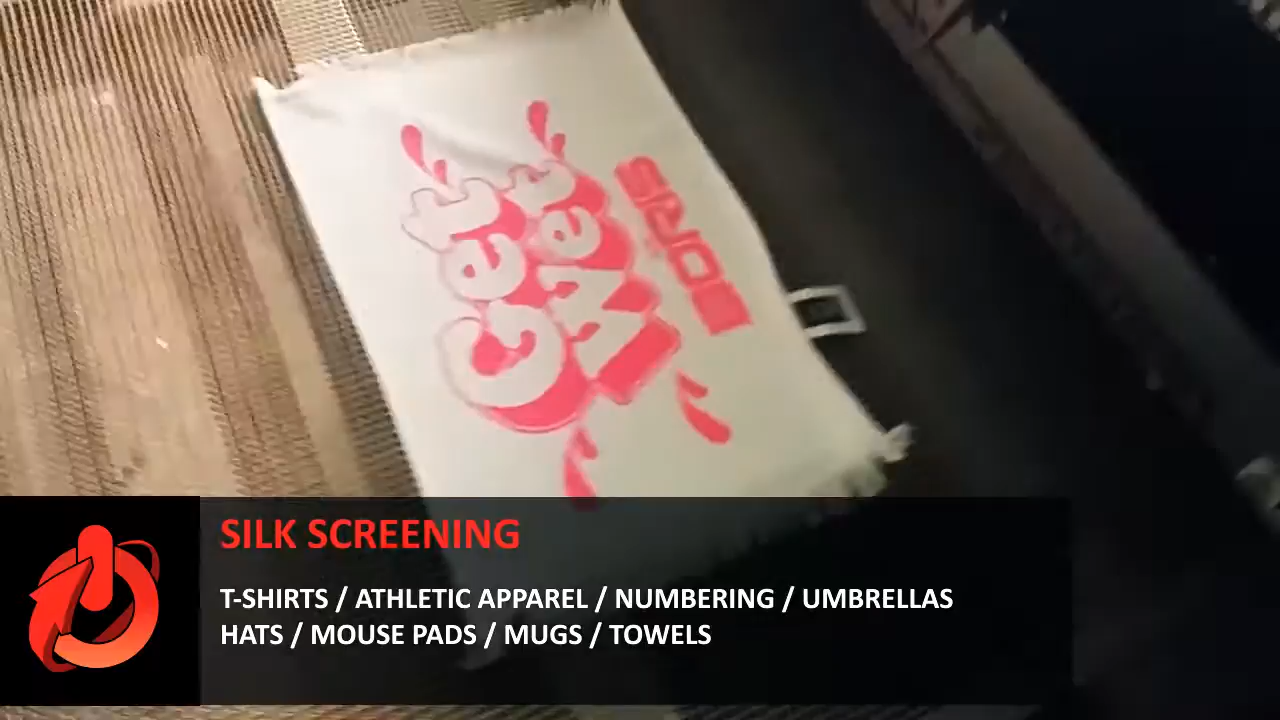 Get
Wet
SILK SCREENING
T-SHIRTS / ATHLETIC APPAREL / NUMBERING / UMBRELLAS
HATS / MOUSE PADS / MUGS / TOWELS